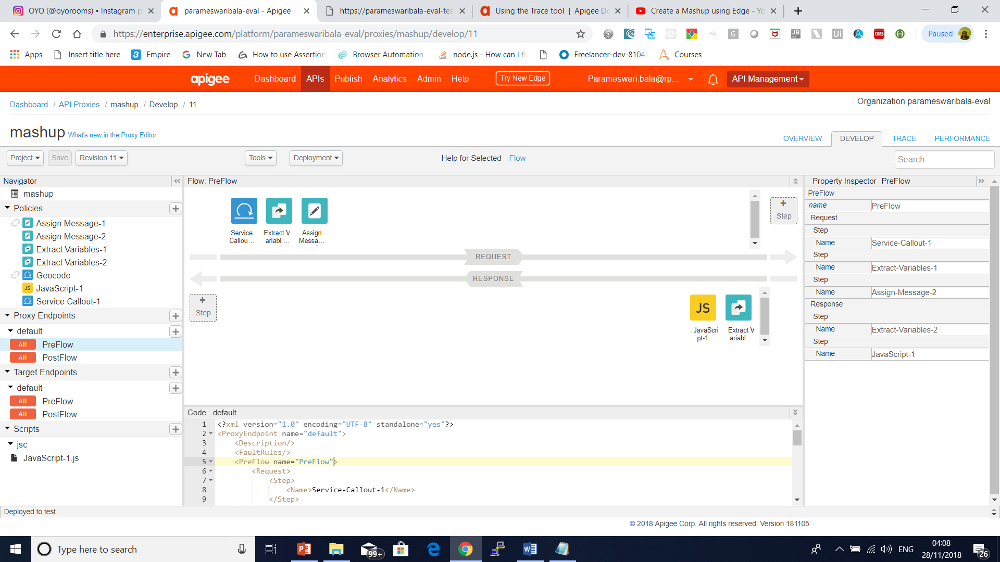 OYO (@oyorooms) • Instagram p
parameswaribala-eval - Apigee
https://parameswaribala-eval-tes
Using the Trace tool | Apigee Do
Create a Mashup using Edge - Yo
https://enterprise.apigee.com/platform/parameswaribala-eval/proxies/mashup/develop/11
Paused
Apps
Insert title here
Empire
New Tab
How to use Assertion
Browser Automation
node.js - How can I fi
Freelancer-dev-81048
Courses
apigee
Dashboard
APIs
Publish
Analytics
Admin
Help
Try New Edge
Parameswari.bala@rp...
API Management
Dashboard / API Proxies / mashup / Develop / 11
Organization parameswaribala-eval
mashup What's new in the Proxy Editor
OVERVIEW
DEVELOP
TRACE
PERFORMANCE
Project
Save
Revision 11
Tools
Deployment
Help for Selected Flow
Search
Navigator
mashup
Policies
Assign Message-1
Assign Message-2
Extract Variables-1
Extract Variables-2
Geocode
JS JavaScript-1
Service Callout-1
Proxy Endpoints
default
All PreFlow
All PostFlow
Target Endpoints
default
All PreFlow
All PostFlow
Scripts
jsc
JavaScript-1.js
Flow: PreFlow
Service
Callou...
Extract V
ariabl ...
Assign
Messa...
+
Step
REQUEST
RESPONSE
+
Step
JS
JavaScri
pt-1
Extract V
ariabl ...
Code default
1 <?xml version="1.0" encoding="UTF-8" standalone="yes"?>
2 <ProxyEndpoint name="default">
3 <Description/>
4 <FaultRules/>
5 <PreFlow name="PreFlow">
6 <Request>
7 <Step>
8 <Name>Service-Callout-1</Name>
9 </Step>
Property Inspector PreFlow
PreFlow
name PreFlow
Request
Step
Name Service-Callout-1
Step
Name Extract-Variables-1
Step
Name Assign-Message-2
Response
Step
Name Extract-Variables-2
Step
Name JavaScript-1
Deployed to test
© 2018 Apigee Corp. All rights reserved. Version 181105
Type here to search
99+
ENG
04:08
28/11/2018
26